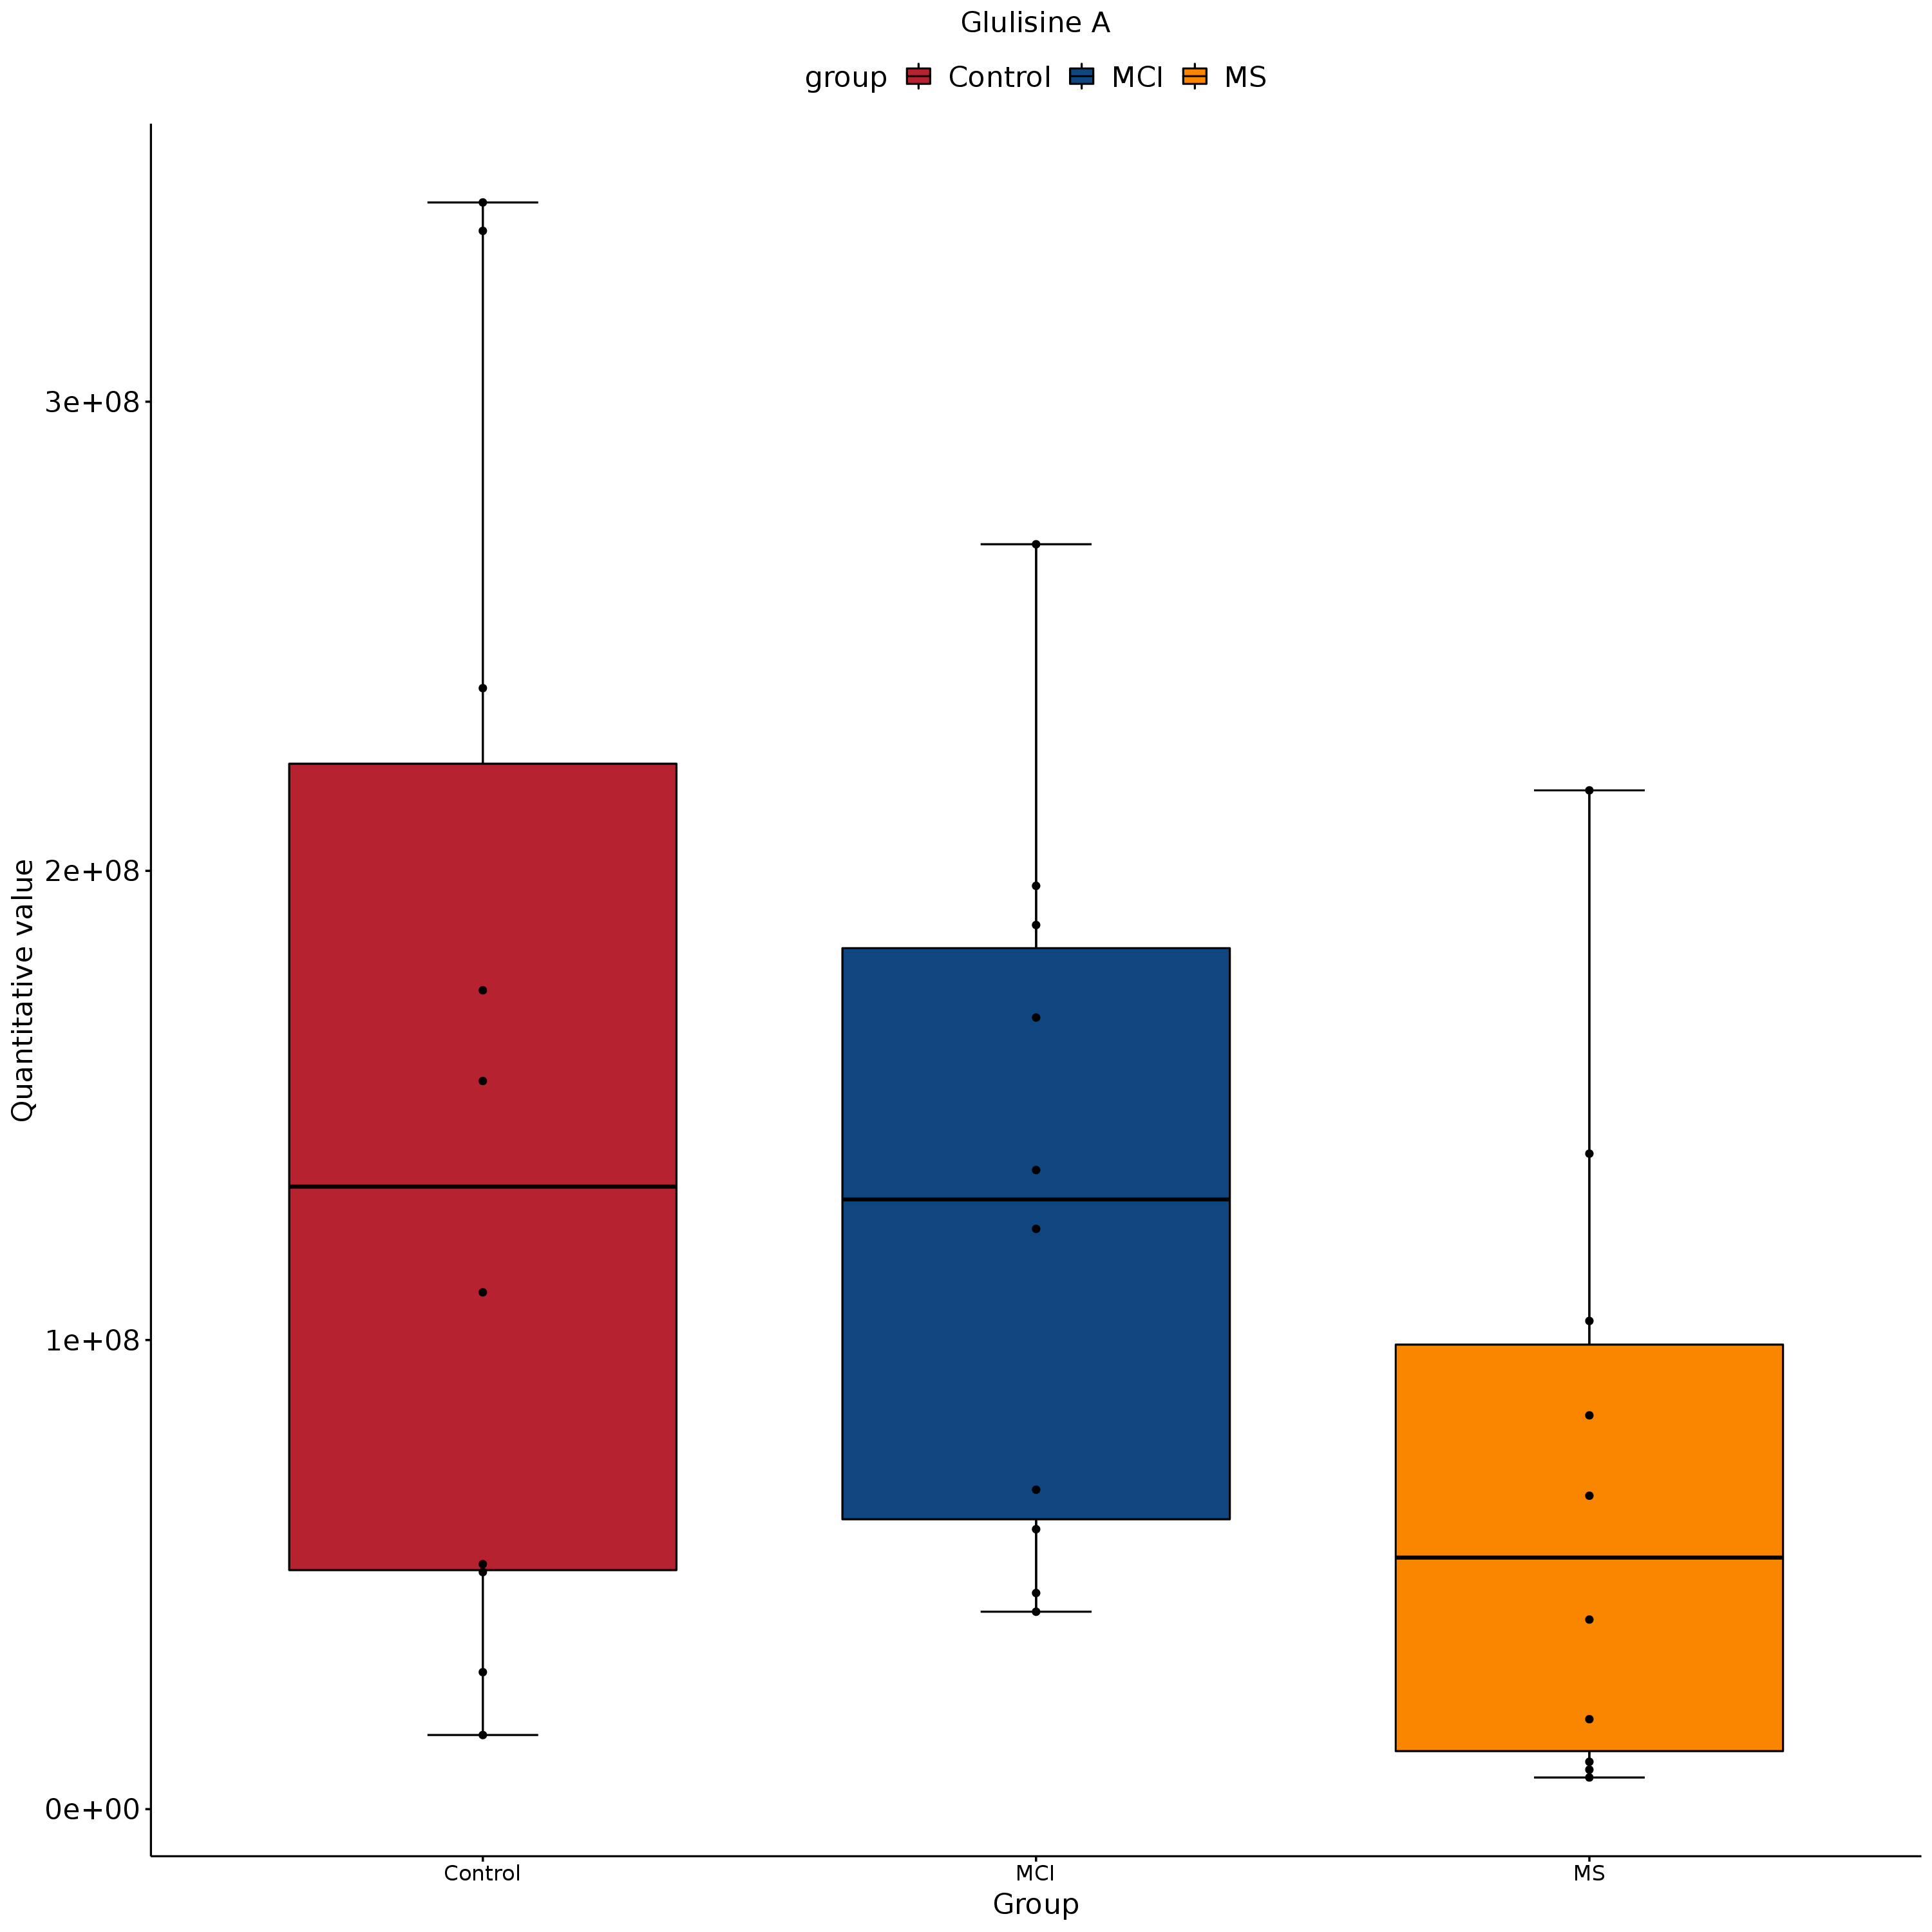 Glulisine A
group Control MCI MS
Quantitative value
3e+08
2e+08
1e+08
0e+00
Control MCI MS
Group